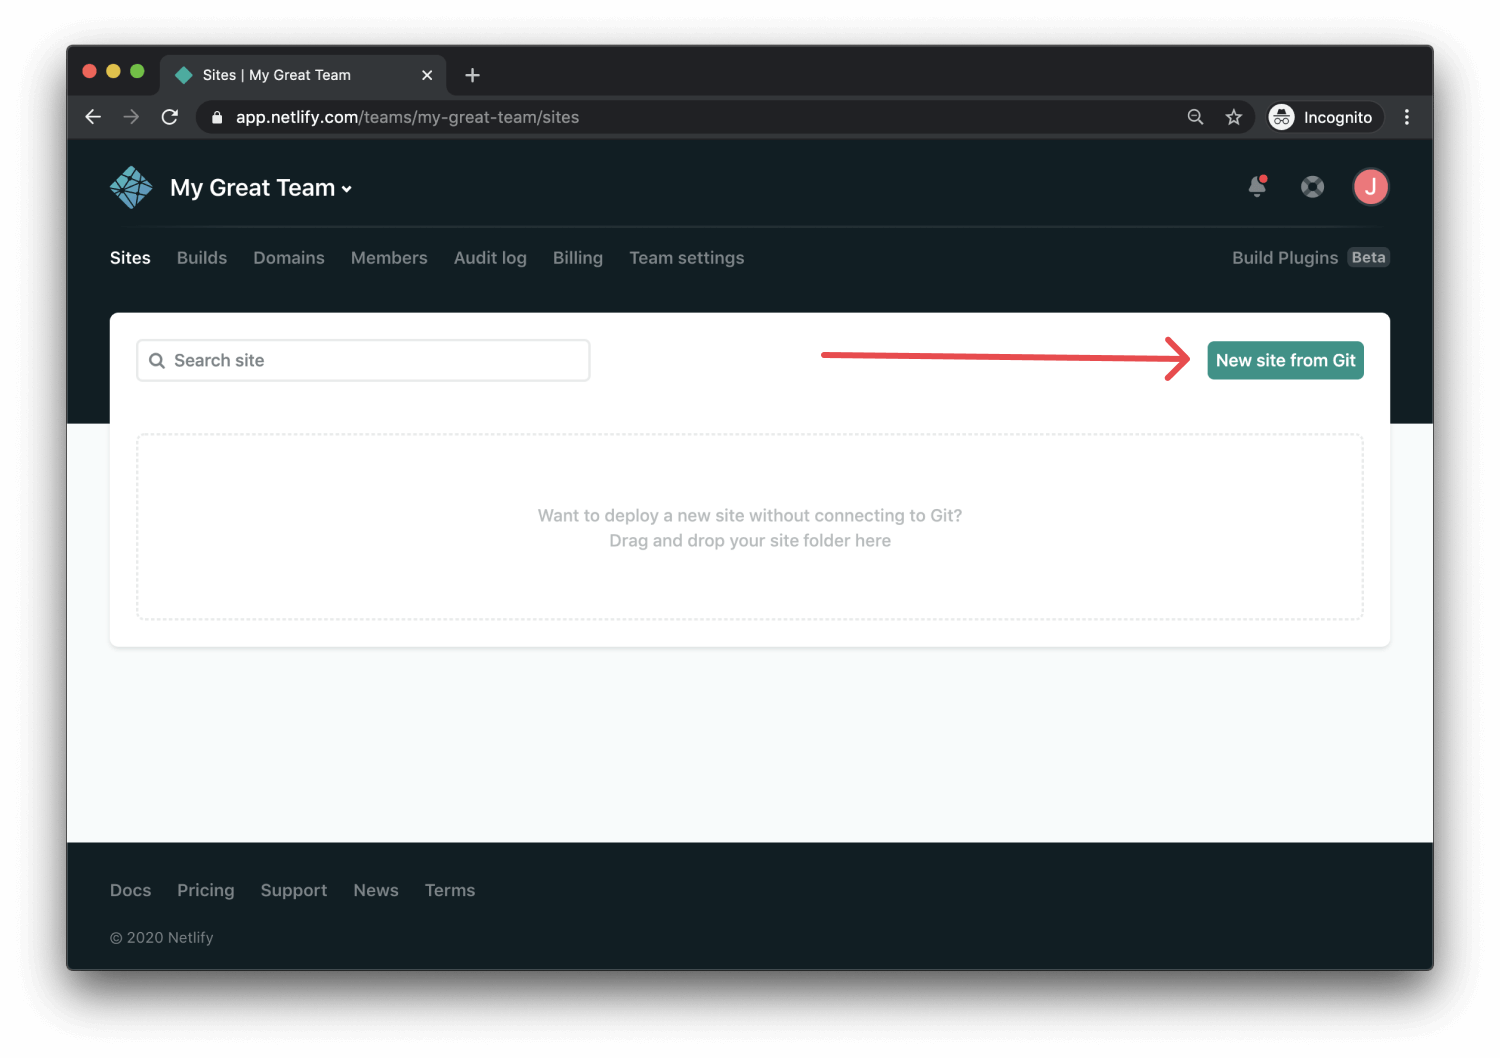 Sites | My Great Team
app.netlify.com/teams/my-great-team/sites
Incognito
My Great Team
J
Sites Builds Domains Members Audit log Billing Team settings Build Plugins Beta
Search site
New site from Git
Want to deploy a new site without connecting to Git?
Drag and drop your site folder here
Docs Pricing Support News Terms
© 2020 Netlify